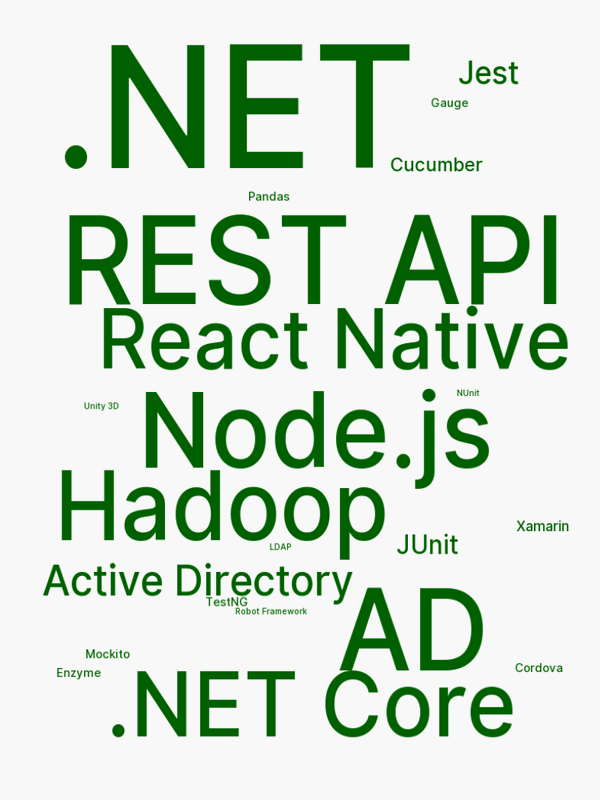 .NET
Jest
Gauge
Cucumber
Pandas
REST API
React Native
Unity 3D
NUnit
Node.js
Hadoop
Xamarin
JUnit
LDAP
Active Directory
TestNG
Robot Framework
AD
Mockito
Enzyme
Cordova
.NET Core